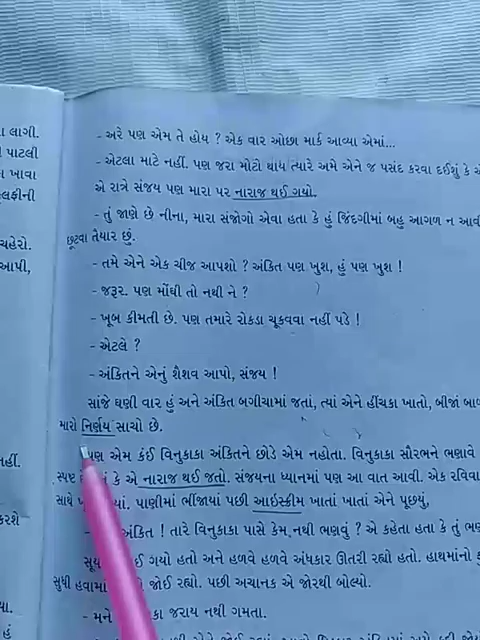 ા લાગી.
પાટલી
ખાવા
ચહેરો.
આપી,
નહીં.
કરશે
- અરે પણ એમ તે હોય ? એક વાર ઓછા માર્ક આવ્યા એમાં...
- એટલા માટે નહીં. પણ જરા મોટો થાય ત્યારે અમે એને જ પસંદ કરવા દઈશું કે
એ રાત્રે સંજય પણ મારા પર નારાજ થઈ ગયો.
- તું જાણે છે નીના, મારા સંજોગો એવા હતા કે હું જિંદગીમાં બહુ આગળ ન
છૂટવા તૈયાર છું.
- તમે એને એક ચીજ આપશો ? અંકિત પણ ખુશ, હું પણ ખુશ !
- જરૂર. પણ મોંઘી તો નથી ને ?
- ખૂબ કીમતી છે. પણ તમારે રોકડા ચૂકવવા નહીં પડે !
- એટલે ?
- અંકિતને એનું શૈશવ આપો, સંજય !
સાંજે ઘણી વાર હું અને અંકિત બગીચામાં જતાં, ત્યાં એને હીંચકા ખાતો, બીજાં
મારો નિર્ણય સાચો છે.
પણ એમ કંઈ વિનુકાકા અંકિતને છોડે એમ નહોતા. વિનુકાકા સૌરભને ભણાવે
સ્પષ્ટ કે એ નારાજ થઈ જતો. સંજયના ધ્યાનમાં પણ આ વાત આવી. એક
સાથે પાણીમાં ભીંજાયાં પછી આઇસ્ક્રીમ ખાતાં ખાતાં એને પૂછયું,
અંકિત ! તારે વિનુકાકા પાસે કેમ નથી ભણવું ? એ કહેતા હતા કે તું
ગયો હતો અને હળવે હળવે અંધકાર ઊતરી રહ્યો હતો. હાથમાંનો
સુધી હવામાં જોઈ રહ્યો. પછી અચાનક એ જોરથી બોલ્યો.
- મને જરાય નથી ગમતા.